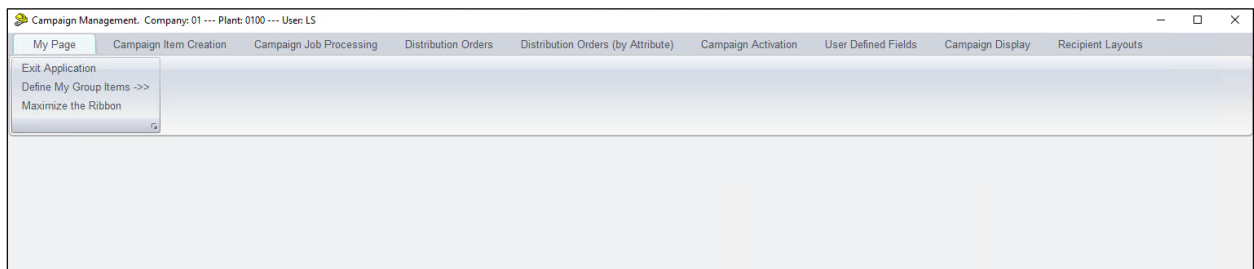 Campaign Management. Company: 01 --- Plant: 0100 --- User: LS
My Page Campaign Item Creation Campaign Job Processing Distribution Orders Distribution Orders (by Attribute) Campaign Activation User Defined Fields Campaign Display Recipient Layouts
Exit Application
Define My Group Items ->>
Maximize the Ribbon